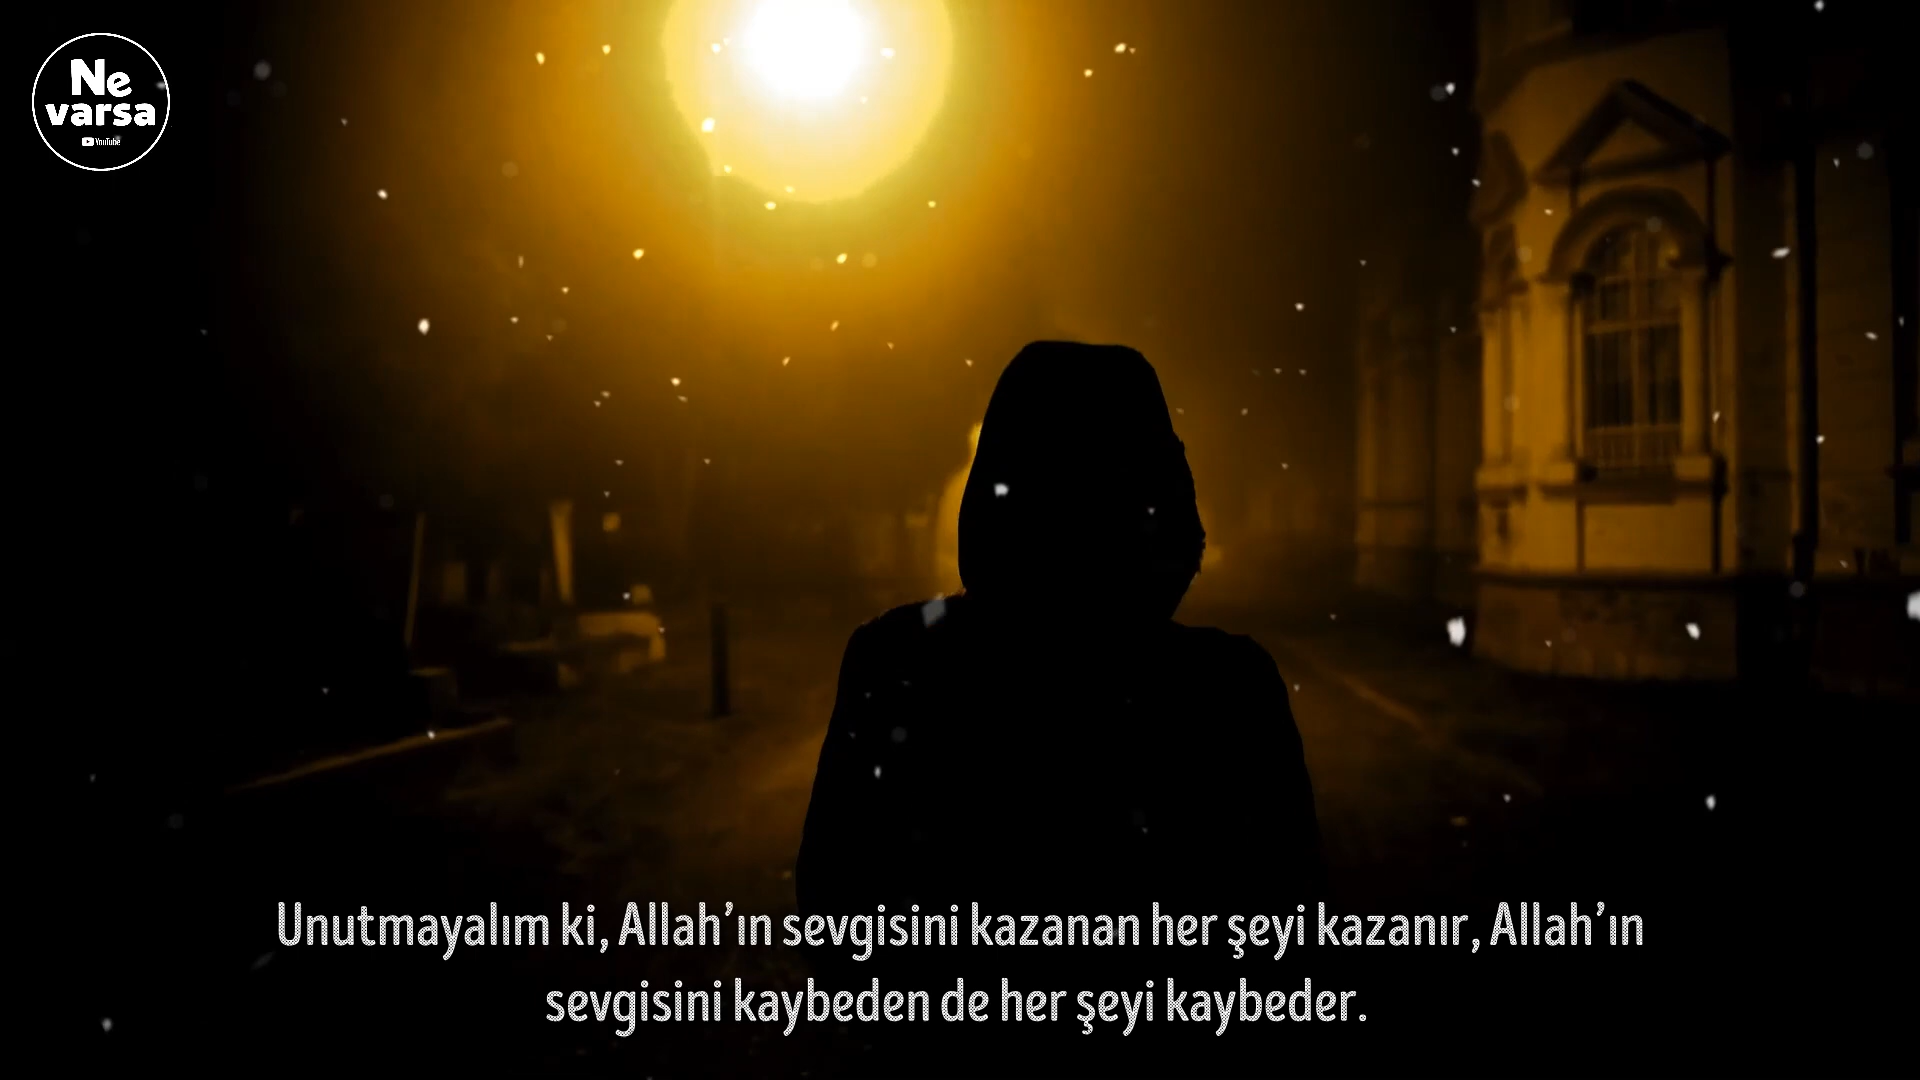 Ne
varsa
YouTube
Unutmayalım ki, Allah’ın sevgisini kazanan her şeyi kazanır, Allah’ın
sevgisini kaybeden de her şeyi kaybeder.